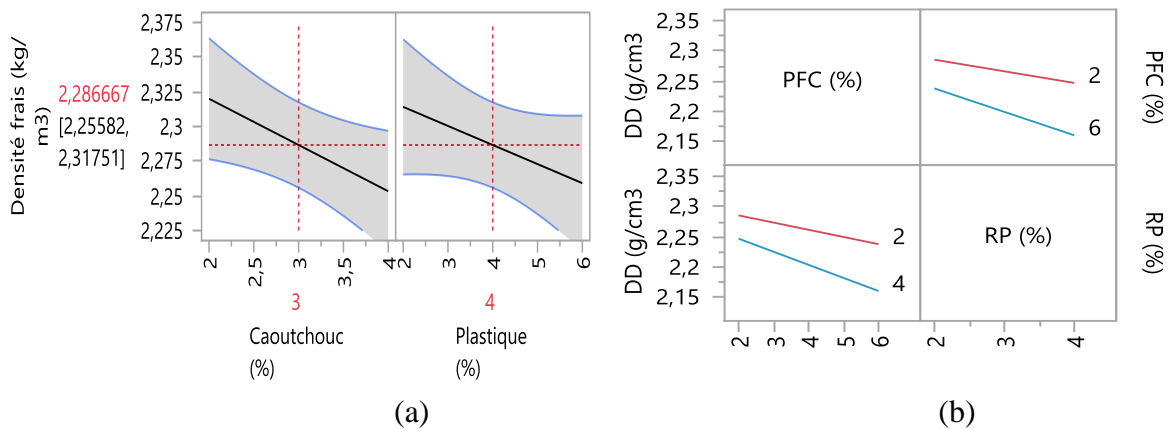 Densité frais (kg/
m3)
2,286667
[2,25582,
2,31751]
2,375
2,35
2,325
2,3
2,275
2,25
2,225
2 2,5 3 3,5 4
2 3 4 5 6
3
4
Caoutchouc
(%)
Plastique
(%)
(a)
DD (g/cm3
2,35
2,3
2,25
2,2
2,15
PFC (%)
2
6
PFC (%)
DD (g/cm3
2,35
2,3
2,25
2,2
2,15
2
4
RP (%)
RP (%)
2 3 4 5 6
2 3 4
(b)